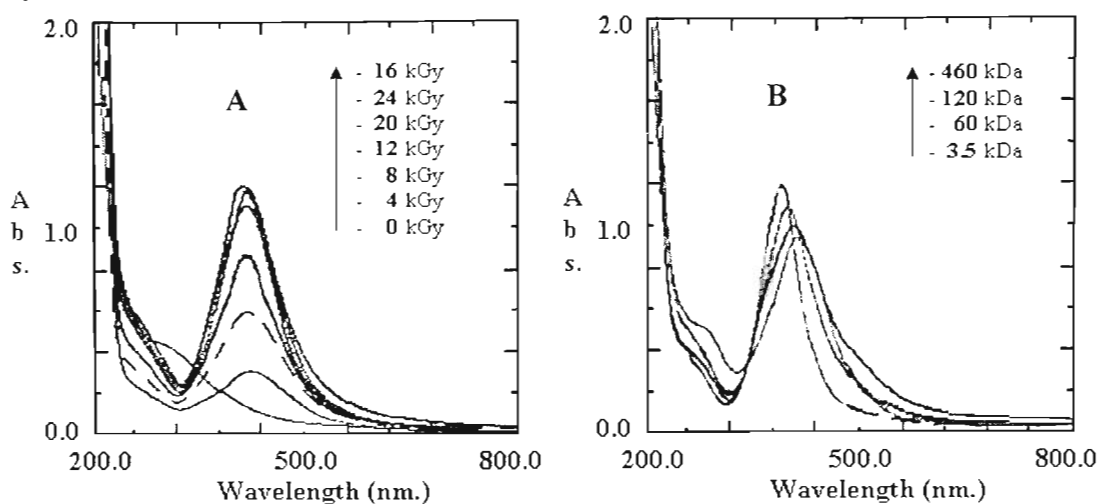 2.0
A
- 16 kGy
- 24 kGy
- 20 kGy
- 12 kGy
- 8 kGy
- 4 kGy
- 0 kGy
A
b
s.
1.0
0.0
200.0 500.0 800.0
Wavelength (nm.)
2.0
B
- 460 kDa
- 120 kDa
- 60 kDa
- 3.5 kDa
A
b
s.
1.0
0.0
200.0 500.0 800.0
Wavelength (nm.)